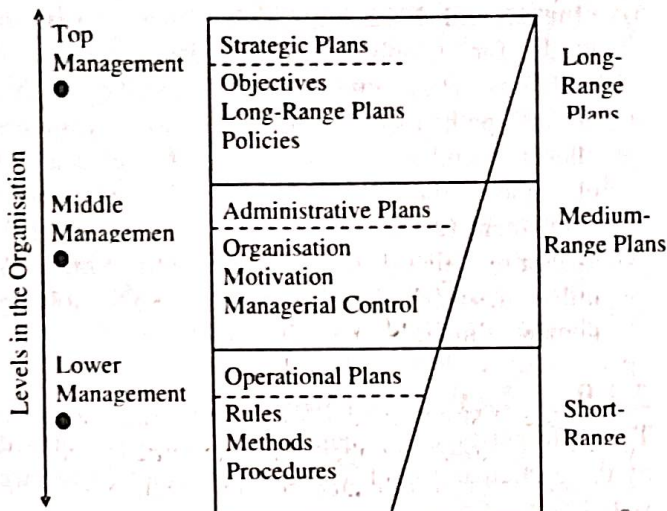 Levels in the Organisation
Top
Management
Strategic Plans
Objectives
Long-Range Plans
Policies
Long-
Range
Plans
Middle
Managemen
Administrative Plans
Organisation
Motivation
Managerial Control
Medium-
Range Plans
Lower
Management
Operational Plans
Rules
Methods
Procedures
Short-
Range